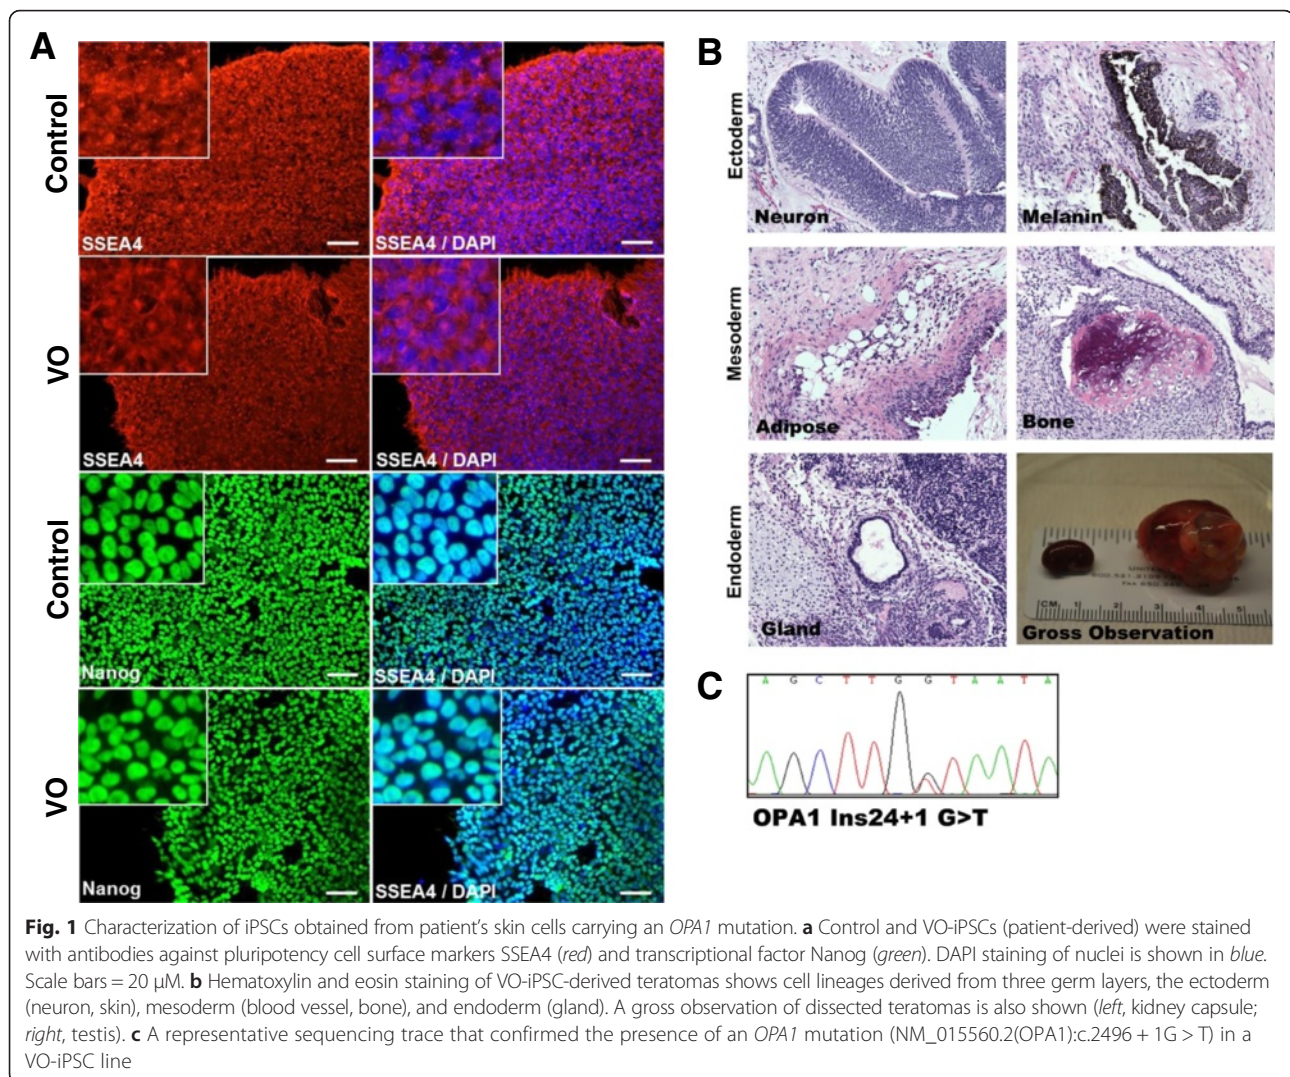 A
Control
SSEA4
SSEA4 / DAPI
VO
SSEA4
SSEA4 / DAPI
Control
Nanog
SSEA4 / DAPI
VO
Nanog
SSEA4 / DAPI
B
Ectoderm
Neuron
Melanin
Mesoderm
Adipose
Bone
Endoderm
Gland
CM 1 2 3 4 5
Gross Observation
C
A G C T T G G T A A T A
OPA1 Ins24+1 G>T
Fig. 1 Characterization of iPSCs obtained from patient's skin cells carrying an OPA1 mutation. a Control and VO-iPSCs (patient-derived) were stained
with antibodies against pluripotency cell surface markers SSEA4 (red) and transcriptional factor Nanog (green). DAPI staining of nuclei is shown in blue.
Scale bars = 20 μM. b Hematoxylin and eosin staining of VO-iPSC-derived teratomas shows cell lineages derived from three germ layers, the ectoderm
(neuron, skin), mesoderm (blood vessel, bone), and endoderm (gland). A gross observation of dissected teratomas is also shown (left, kidney capsule;
right, testis). c A representative sequencing trace that confirmed the presence of an OPA1 mutation (NM_015560.2(OPA1):c.2496 + 1G > T) in a
VO-iPSC line